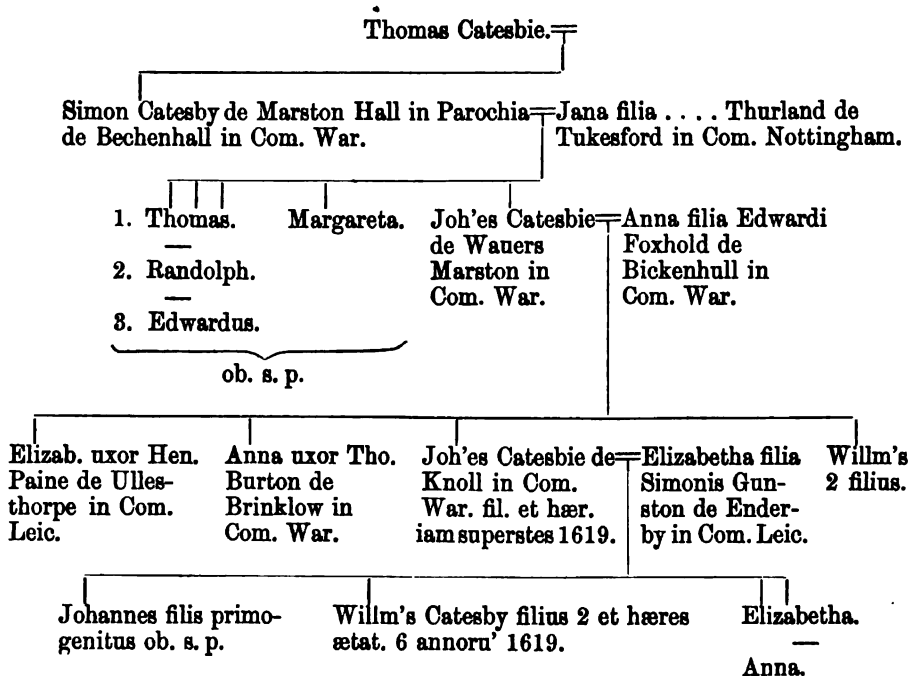 Thomas Catesbie.
Simon Catesby de Marston Hall in Parochia
de Bechenhall in Com. War.
Jana filia . . . . Thurland de
Tukesford in Com. Nottingham.
1. Thomas.
—
2. Randolph.
—
3. Edwardus.
Margareta.
ob. s. p.
Joh'es Catesbie
de Wauers
Marston in
Com. War.
Anna filia Edwardi
Foxhold de
Bickenhull in
Com. War.
Elizab. uxor Hen.
Paine de Ulles-
thorpe in Com.
Leic.
Anna uxor Tho.
Burton de
Brinklow in
Com. War.
Joh'es Catesbie de
Knoll in Com.
War. fil. et hær.
iam superstes 1619.
Elizabetha filia
Simonis Gun-
ston de Ender-
by in Com. Leic.
Willm's
2 filius.
Johannes filis primo-
genitus ob. s. p.
Willm's Catesby filius 2 et hæres
ætat. 6 annoru' 1619.
Elizabetha.
—
Anna.